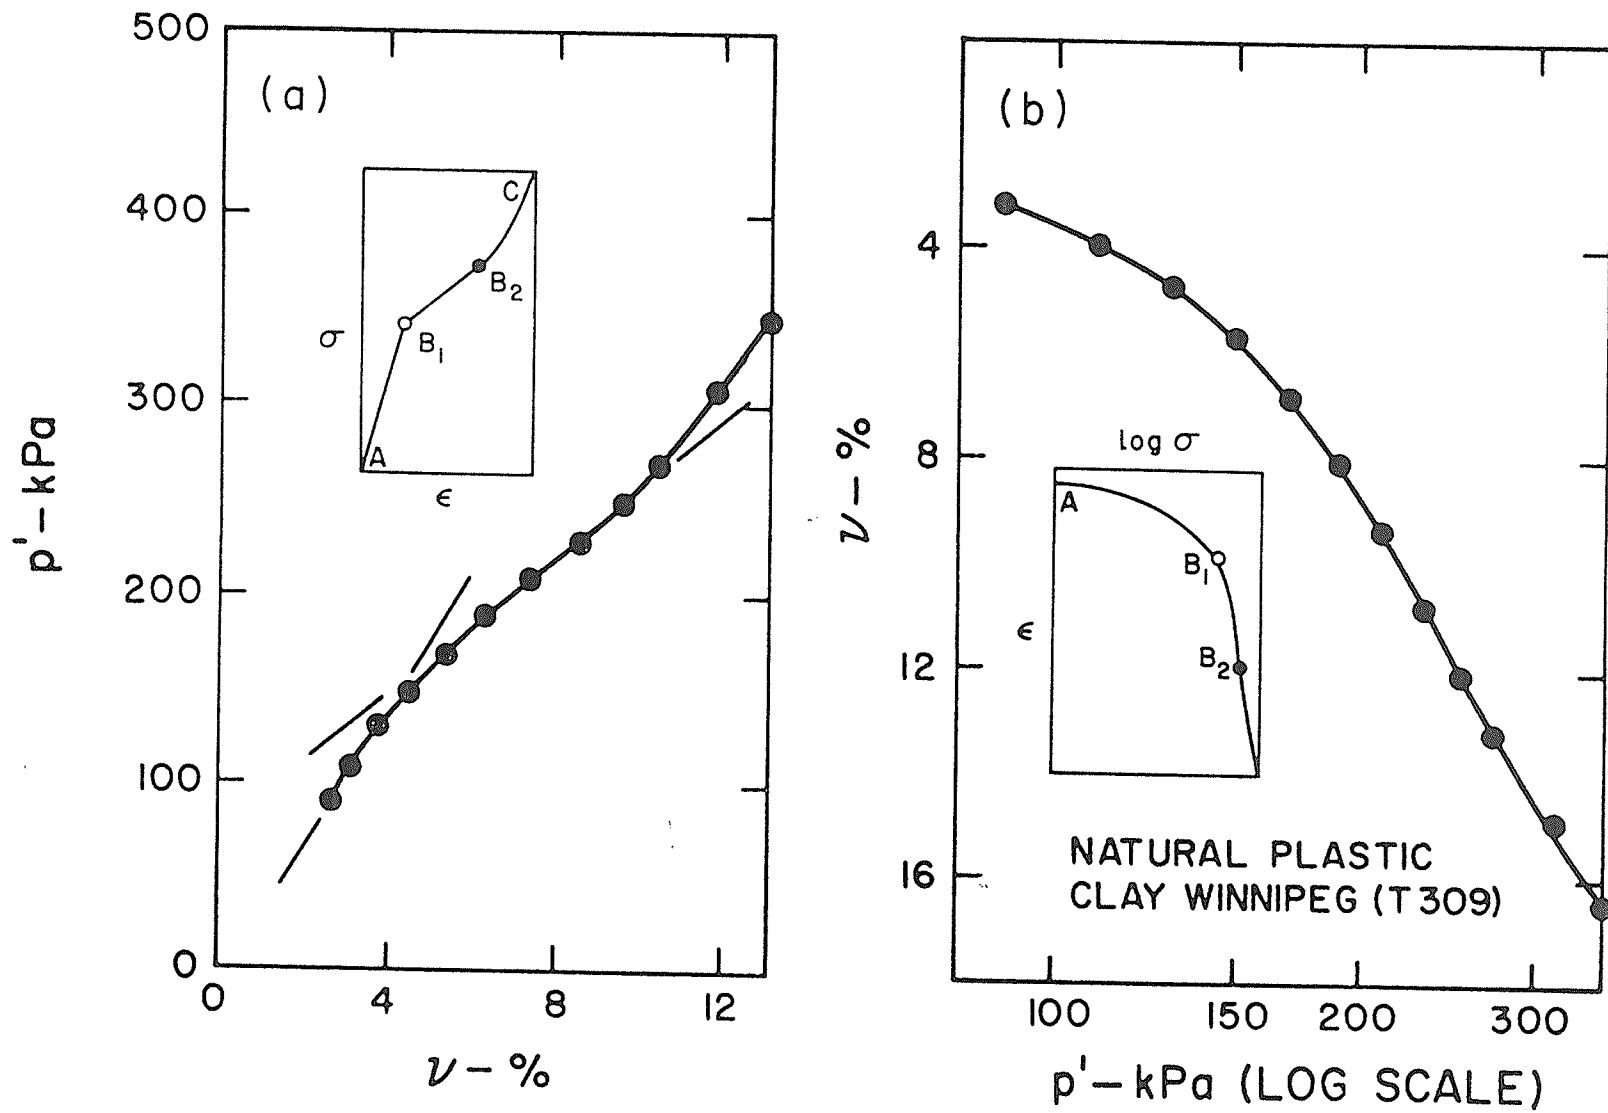 (a)
500
400
300
200
100
0
p'–kPa
0 4 8 12
ν – %
σ
ϵ
A
B1
B2
C
(b)
4
8
12
16
ν – %
log σ
ϵ
A
B1
B2
NATURAL PLASTIC
CLAY WINNIPEG (T309)
100 150 200 300
p'–kPa (LOG SCALE)